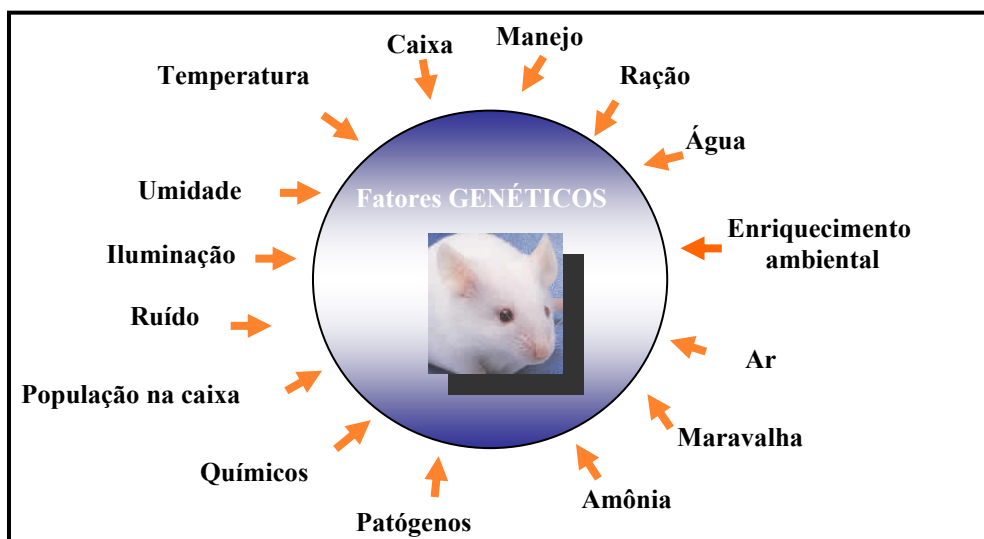 Caixa
Manejo
Temperatura
Ração
Água
Umidade
Fatores GENÉTICOS
Enriquecimento
ambiental
Iluminação
Ruído
Ar
População na caixa
Maravalha
Químicos
Amônia
Patógenos